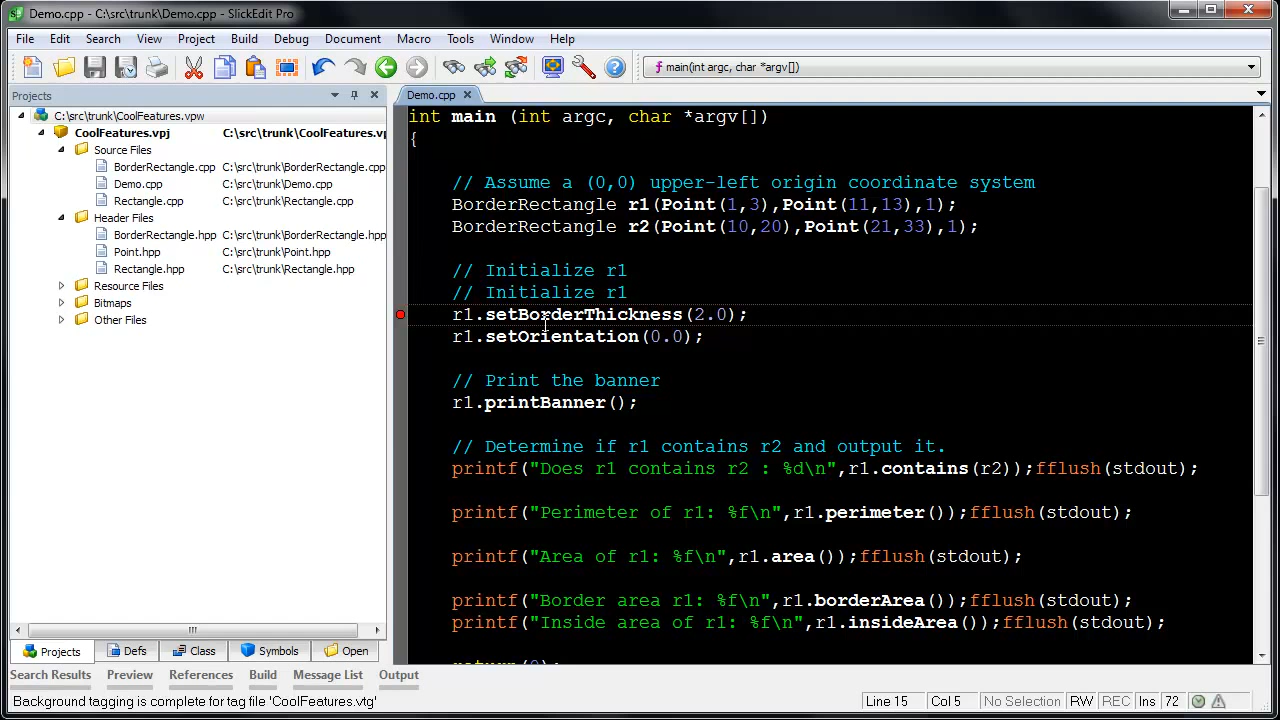 Demo.cpp - C:\src\trunk\Demo.cpp - SlickEdit Pro
File Edit Search View Project Build Debug Document Macro Tools Window Help
main(int argc, char *argv[])
Projects
Demo.cpp
C:\src\trunk\CoolFeatures.vpw
CoolFeatures.vpj C:\src\trunk\CoolFeatures.vp
Source Files
BorderRectangle.cpp C:\src\trunk\BorderRectangle.cpp
Demo.cpp C:\src\trunk\Demo.cpp
Rectangle.cpp C:\src\trunk\Rectangle.cpp
Header Files
BorderRectangle.hpp C:\src\trunk\BorderRectangle.hpp
Point.hpp C:\src\trunk\Point.hpp
Rectangle.hpp C:\src\trunk\Rectangle.hpp
Resource Files
Bitmaps
Other Files
int main (int argc, char *argv[])
{
// Assume a (0,0) upper-left origin coordinate system
BorderRectangle r1(Point(1,3),Point(11,13),1);
BorderRectangle r2(Point(10,20),Point(21,33),1);
// Initialize r1
// Initialize r1
r1.setBorderThickness(2.0);
r1.setOrientation(0.0);
// Print the banner
r1.printBanner();
// Determine if r1 contains r2 and output it.
printf("Does r1 contains r2 : %d\n",r1.contains(r2));fflush(stdout);
printf("Perimeter of r1: %f\n",r1.perimeter());fflush(stdout);
printf("Area of r1: %f\n",r1.area());fflush(stdout);
printf("Border area r1: %f\n",r1.borderArea());fflush(stdout);
printf("Inside area of r1: %f\n",r1.insideArea());fflush(stdout);
return(0);
Projects Defs Class Symbols Open
Search Results Preview References Build Message List Output
Background tagging is complete for tag file 'CoolFeatures.vtg' Line 15 Col 5 No Selection RW REC Ins 72